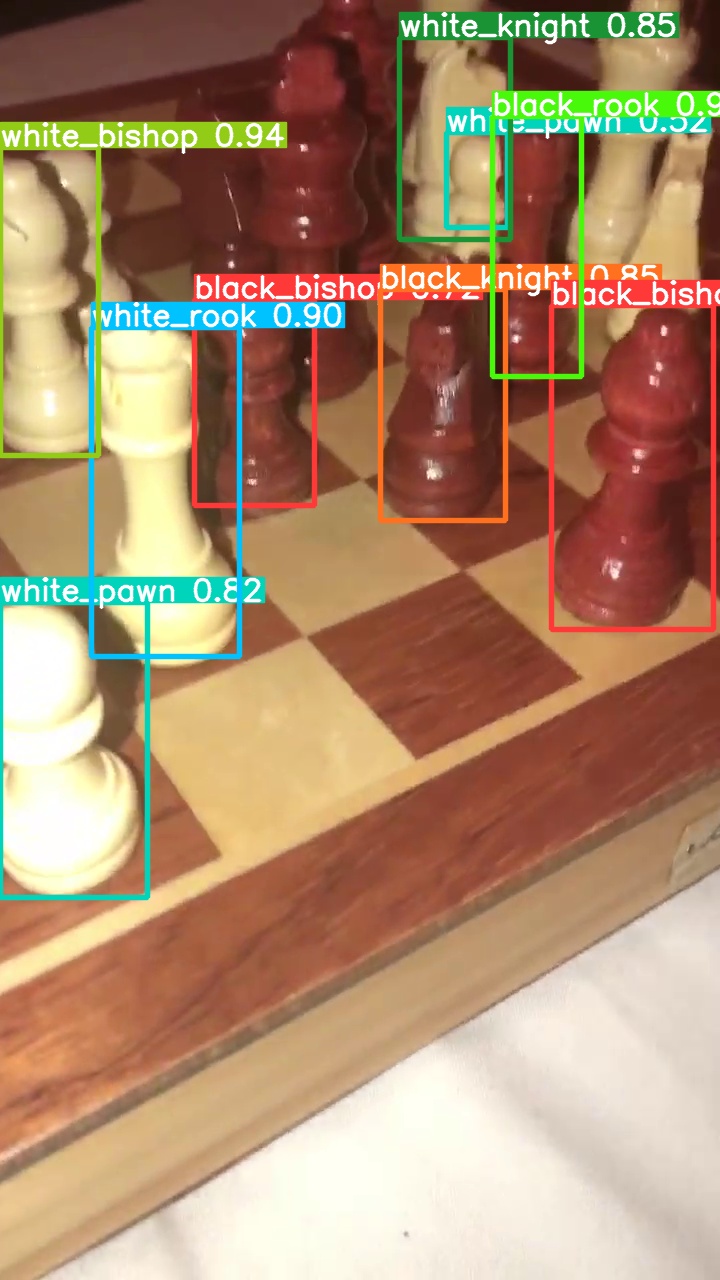 white_knight 0.85
black_rook 0.9
white_pawn 0.52
white_bishop 0.94
black_knight 0.85
black_bisho
black_bisho
white_rook 0.90
white_pawn 0.82